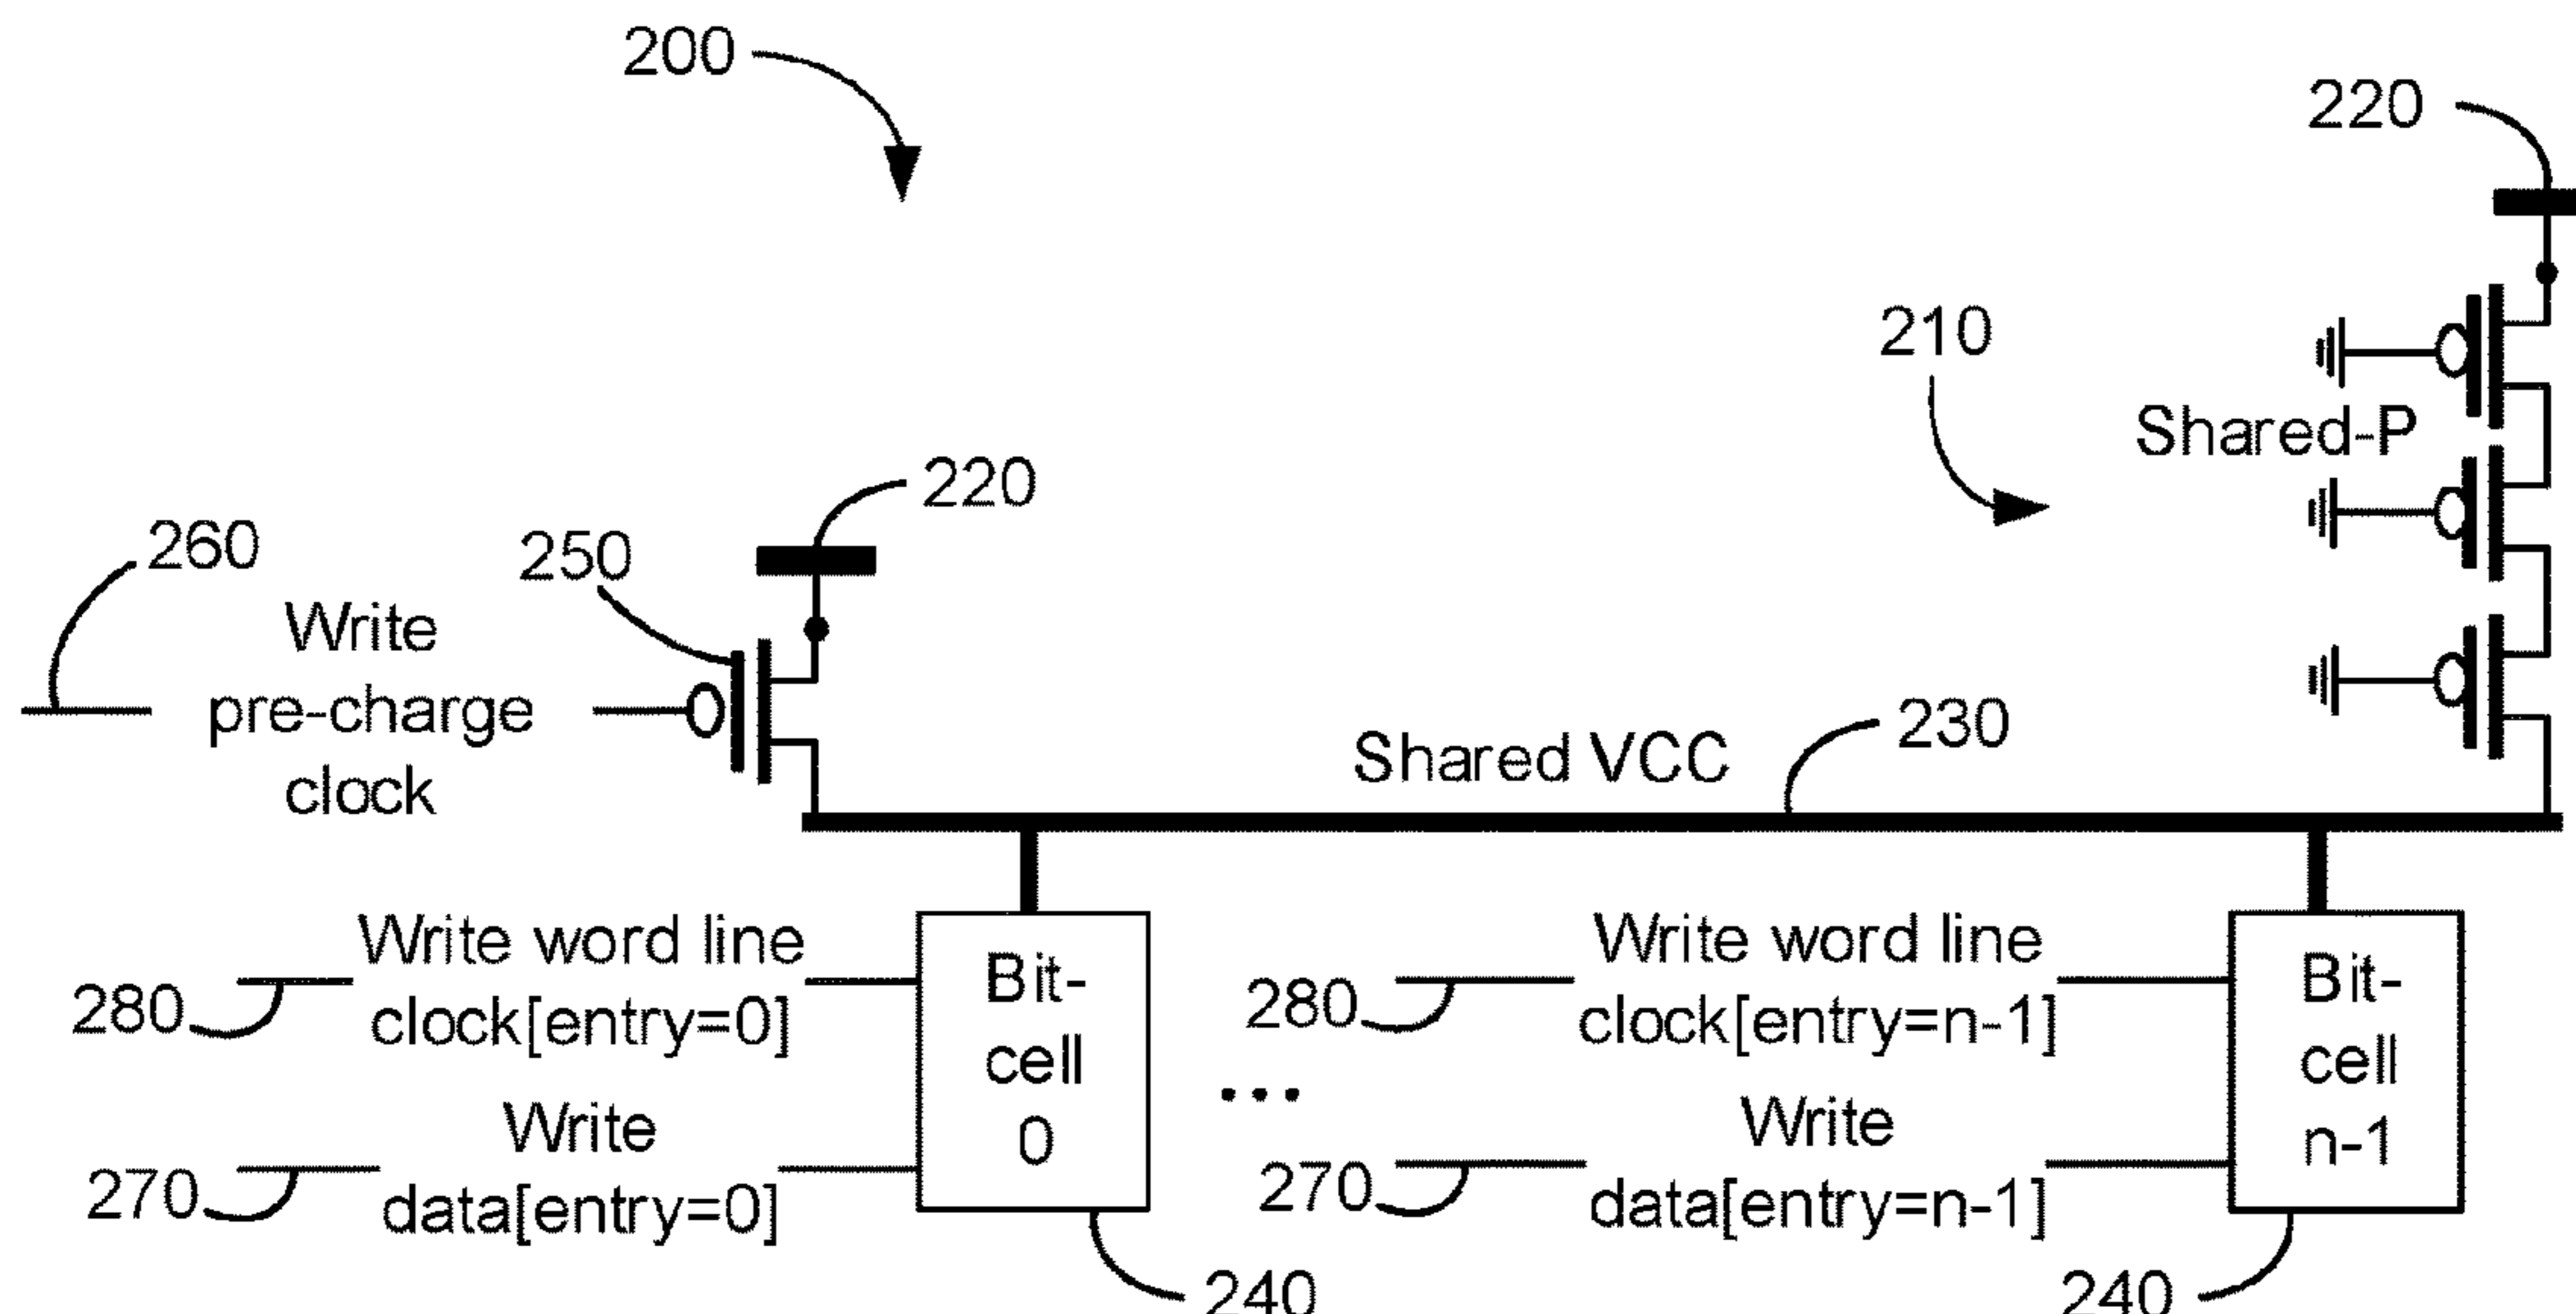 200
220
210
Shared-P
220
260
250
Write
pre-charge
clock
Shared VCC
230
Write word line
clock[entry=0]
280
Write
data[entry=0]
270
Bit-
cell
0
240
...
Write word line
clock[entry=n-1]
280
Write
data[entry=n-1]
270
Bit-
cell
n-1
240